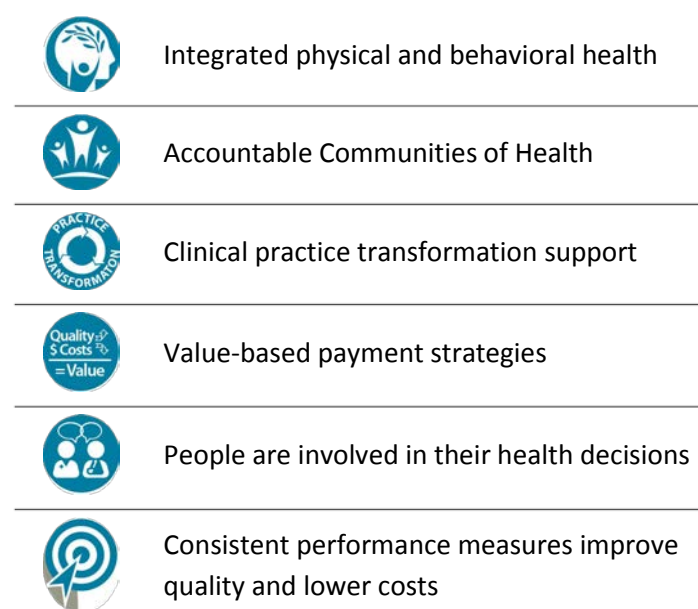 Integrated physical and behavioral health
Accountable Communities of Health
PRACTICE
TRANSFORMATON
Clinical practice transformation support
Quality
$ Costs
=Value
Value-based payment strategies
People are involved in their health decisions
Consistent performance measures improve
quality and lower costs